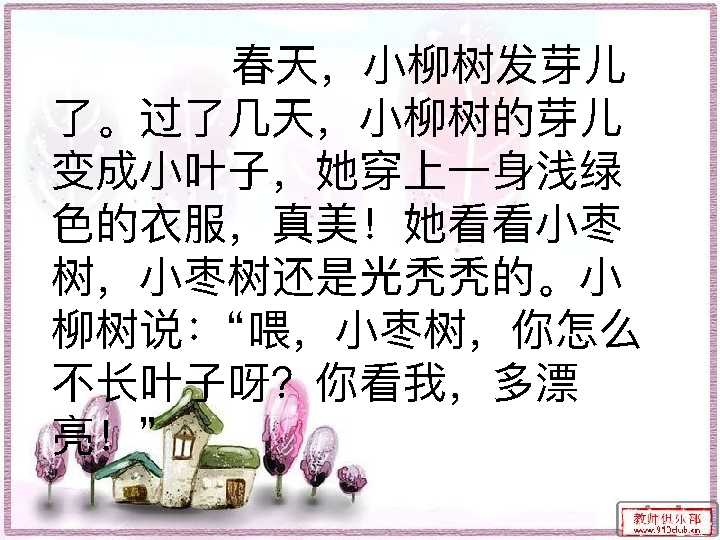 春天，小柳树发芽儿
了。过了几天，小柳树的芽儿
变成小叶子，她穿上一身浅绿
色的衣服，真美！她看看小枣
树，小枣树还是光秃秃的。小
柳树说：“喂，小枣树，你怎么
不长叶子呀？你看我，多漂
亮！”
教师俱乐部
www.910club.cn